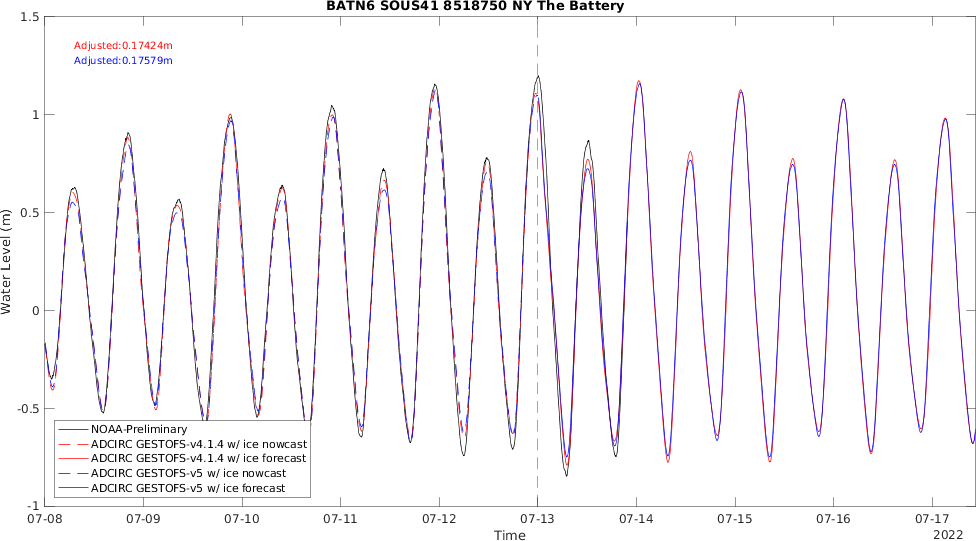 BATN6 SOUS41 8518750 NY The Battery
1.5
Adjusted:0.17424m
Adjusted:0.17579m
1
0.5
0
-0.5
-1
Water Level (m)
NOAA-Preliminary
ADCIRC GESTOFS-v4.1.4 w/ ice nowcast
ADCIRC GESTOFS-v4.1.4 w/ ice forecast
ADCIRC GESTOFS-v5 w/ ice nowcast
ADCIRC GESTOFS-v5 w/ ice forecast
07-08 07-09 07-10 07-11 07-12 07-13 07-14 07-15 07-16 07-17
Time
2022